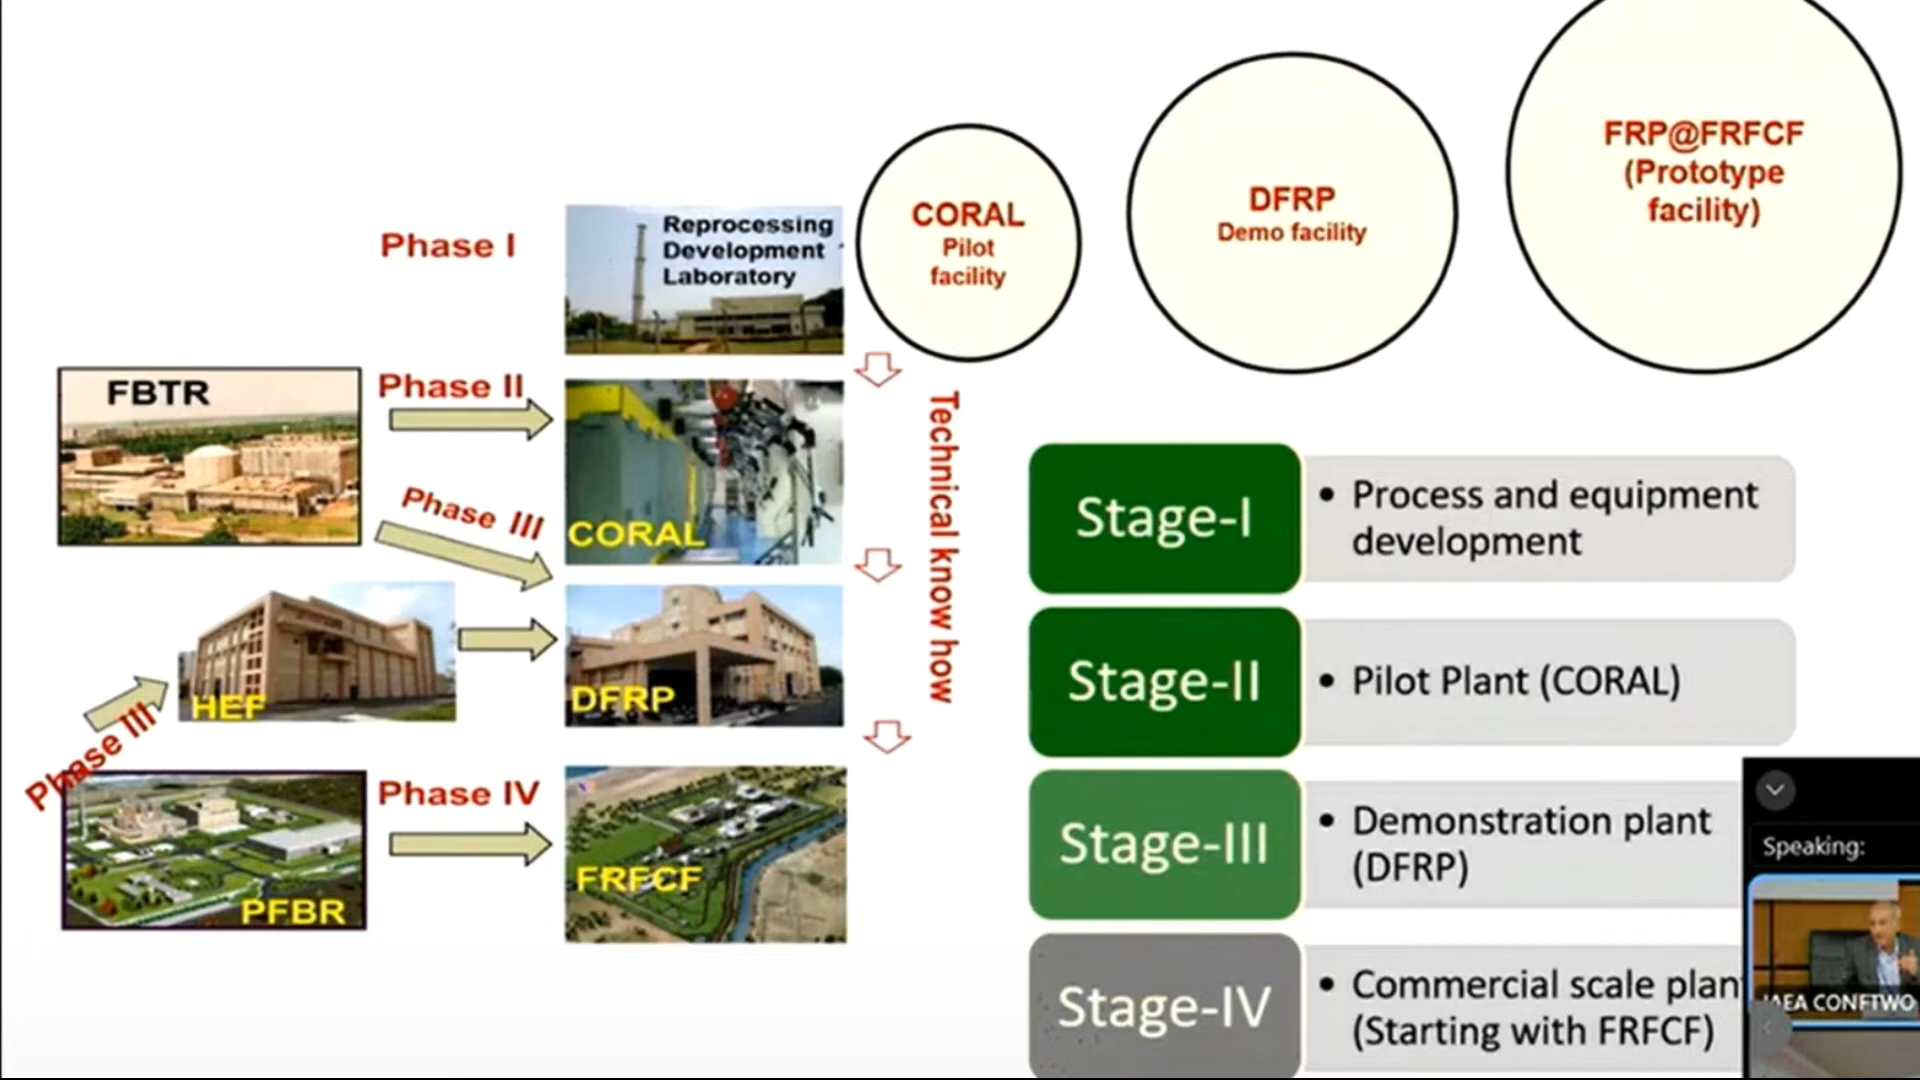 CORAL
Pilot
facility
DFRP
Demo facility
FRP@FRFCF
(Prototype
facility)
Phase I
Reprocessing
Development
Laboratory
FBTR
Phase II
CORAL
Phase III
HEF
DFRP
Phase III
PFBR
Phase IV
FRFCF
Technical know how
Stage-I
• Process and equipment
development
Stage-II
• Pilot Plant (CORAL)
Stage-III
• Demonstration plant
(DFRP)
Stage-IV
• Commercial scale plan
(Starting with FRFCF)
Speaking:
IAEA CONFTWO